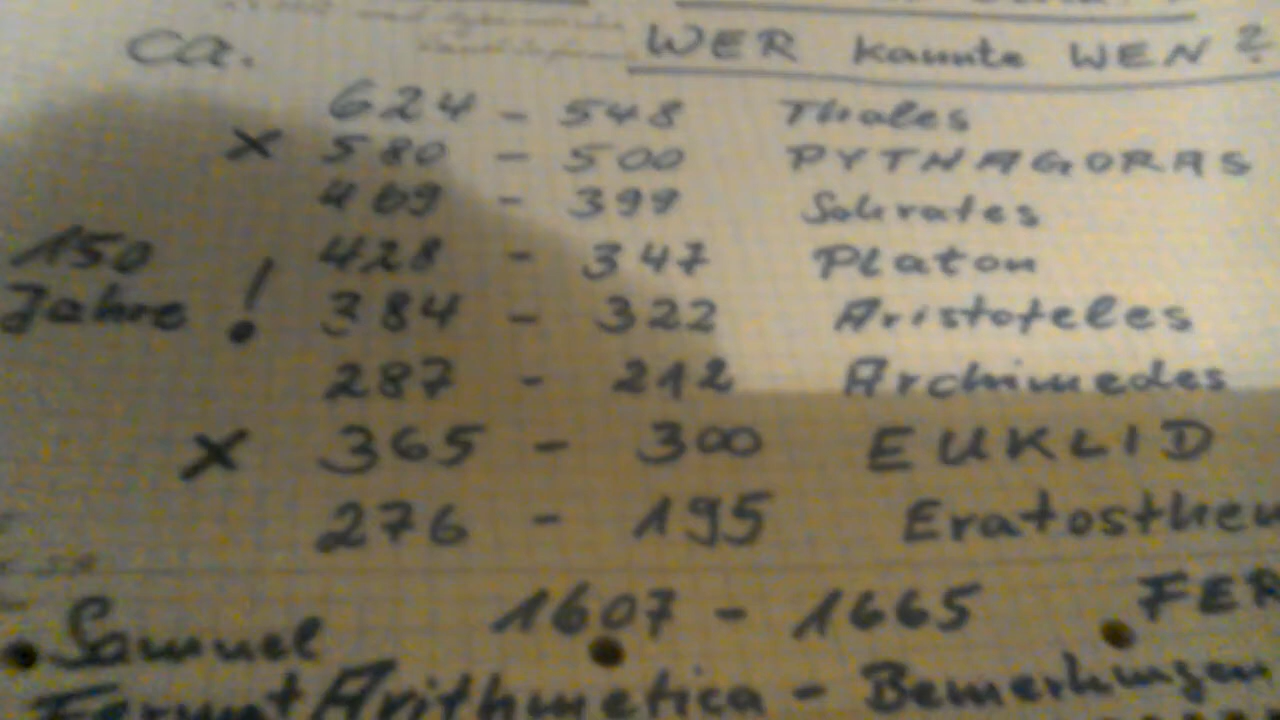 WER kannte WEN?
ca.
624 - 548 Thales
x 580 - 500 PYTHAGORAS
469 - 399 Sokrates
150 428 - 347 Platon
Jahre! 384 - 322 Aristoteles
287 - 212 Archimedes
x 365 - 300 EUKLID
276 - 195 Eratosthen
Samuel 1607 - 1665 FER
Fermat Arithmetica - Bemerkungen